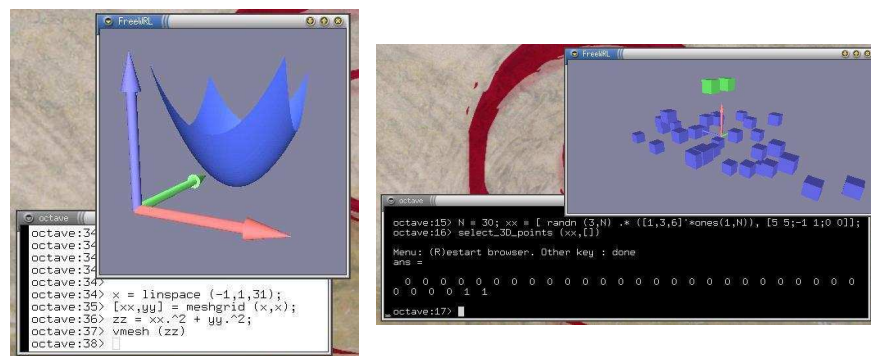 FreeWRL
octave
octave:34
octave:34
octave:34
octave:34
octave:34>
octave:34> x = linspace (-1,1,31);
octave:35> [xx,yy] = meshgrid (x,x);
octave:36> zz = xx.^2 + yy.^2;
octave:37> vmesh (zz)
octave:38>
FreeWRL
octave
octave:15> N = 30; xx = [ randn (3,N) .* ([1,3,6]'*ones(1,N)), [5 5;-1 1;0 0]];
octave:16> select_3D_points (xx,[])
Menu: (R)estart browser. Other key : done
ans =
0 0 0 0 0 0 0 0 0 0 0 0 0 0 0 0 0 0 0 0 0 0 0 0 0 0
0 0 0 0 1 1
octave:17>